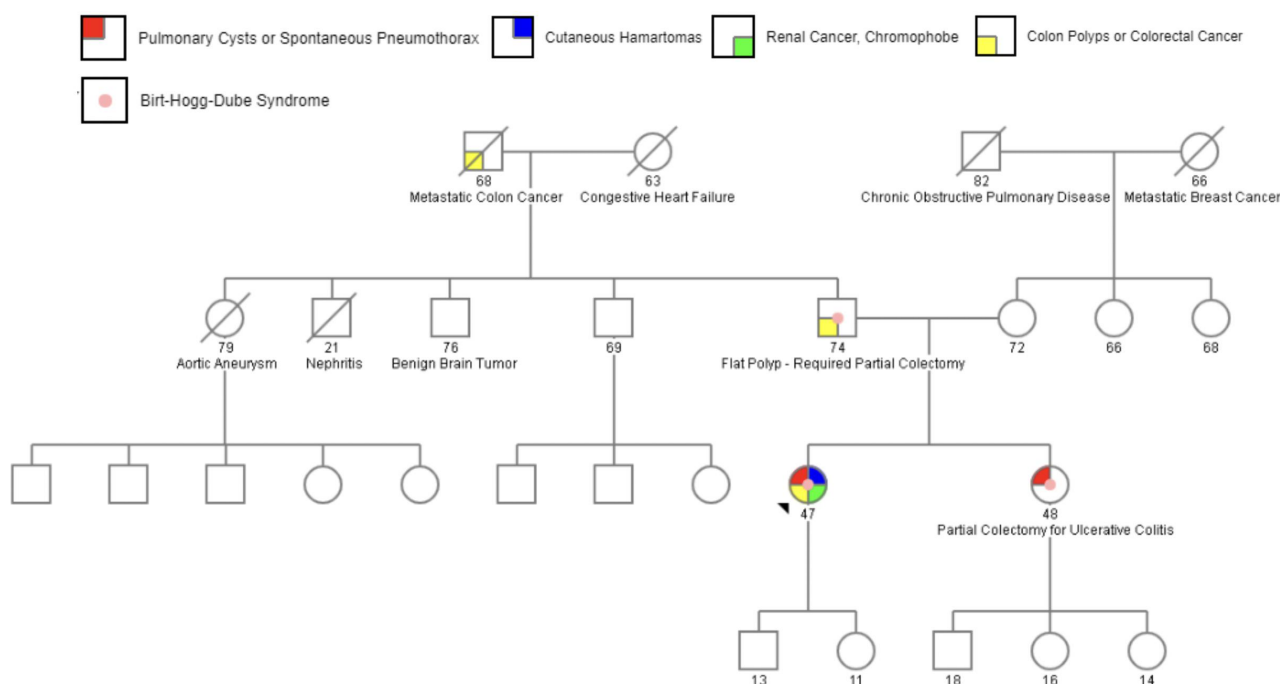 Pulmonary Cysts or Spontaneous Pneumothorax
Cutaneous Hamartomas
Renal Cancer, Chromophobe
Colon Polyps or Colorectal Cancer
Birt-Hogg-Dube Syndrome
68
63
82
66
Metastatic Colon Cancer
Congestive Heart Failure
Chronic Obstructive Pulmonary Disease
Metastatic Breast Cancer
79
21
76
69
74
72
66
68
Aortic Aneurysm
Nephritis
Benign Brain Tumor
Flat Polyp - Required Partial Colectomy
47
48
Partial Colectomy for Ulcerative Colitis
13
11
18
16
14